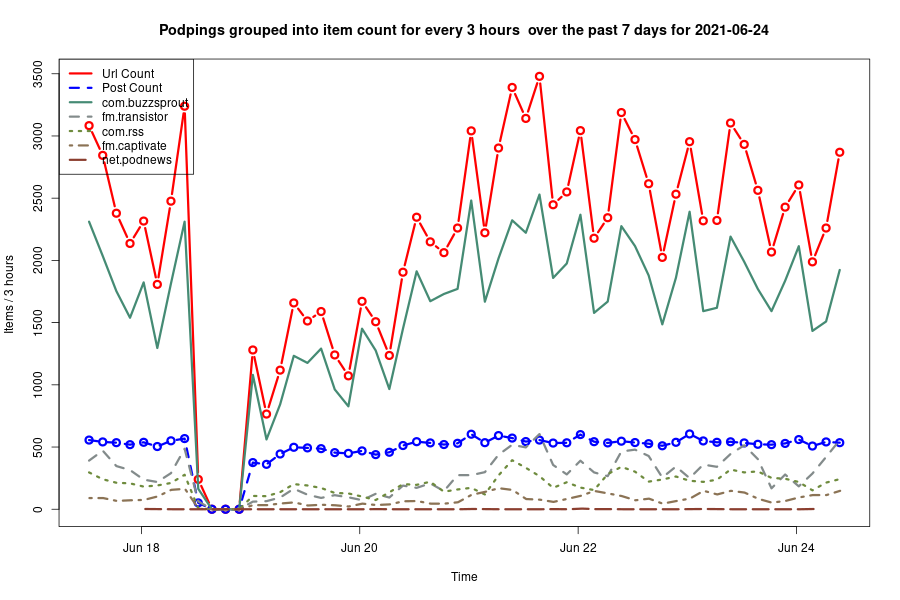 Podpings grouped into item count for every 3 hours  over the past 7 days for 2021-06-24
Url Count
Post Count
com.buzzsprout
fm.transistor
com.rss
fm.captivate
net.podnews
Items / 3 hours
3500
3000
2500
2000
1500
1000
500
0
Jun 18
Jun 20
Jun 22
Jun 24
Time